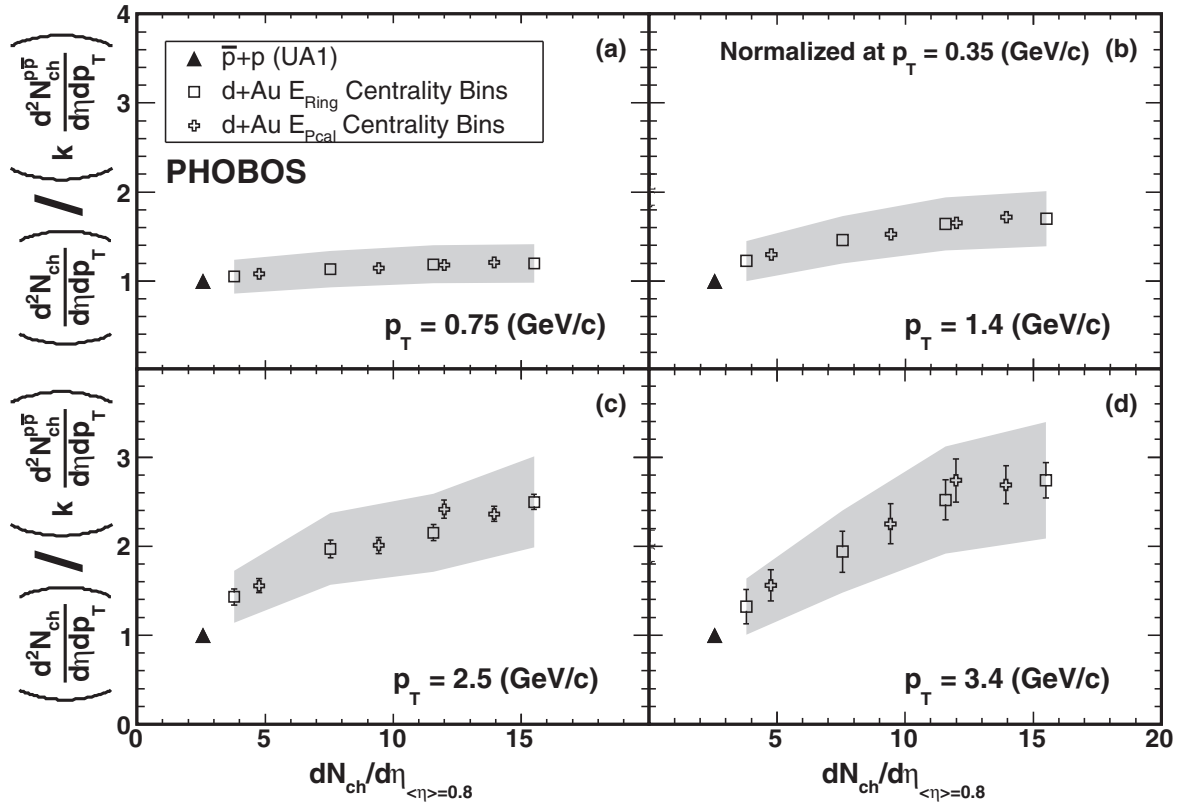 4
3
2
1
3
2
1
0
( d²N_ch / dηdp_T ) / ( k d²N_ch^{pp̅} / dηdp_T )
( d²N_ch / dηdp_T ) / ( k d²N_ch^{pp̅} / dηdp_T )
p̅+p (UA1)
d+Au E_Ring Centrality Bins
d+Au E_Pcal Centrality Bins
PHOBOS
(a)
p_T = 0.75 (GeV/c)
Normalized at p_T = 0.35 (GeV/c) (b)
p_T = 1.4 (GeV/c)
(c)
p_T = 2.5 (GeV/c)
(d)
p_T = 3.4 (GeV/c)
0 5 10 15 5 10 15 20
dN_ch/dη_<η>=0.8 dN_ch/dη_<η>=0.8